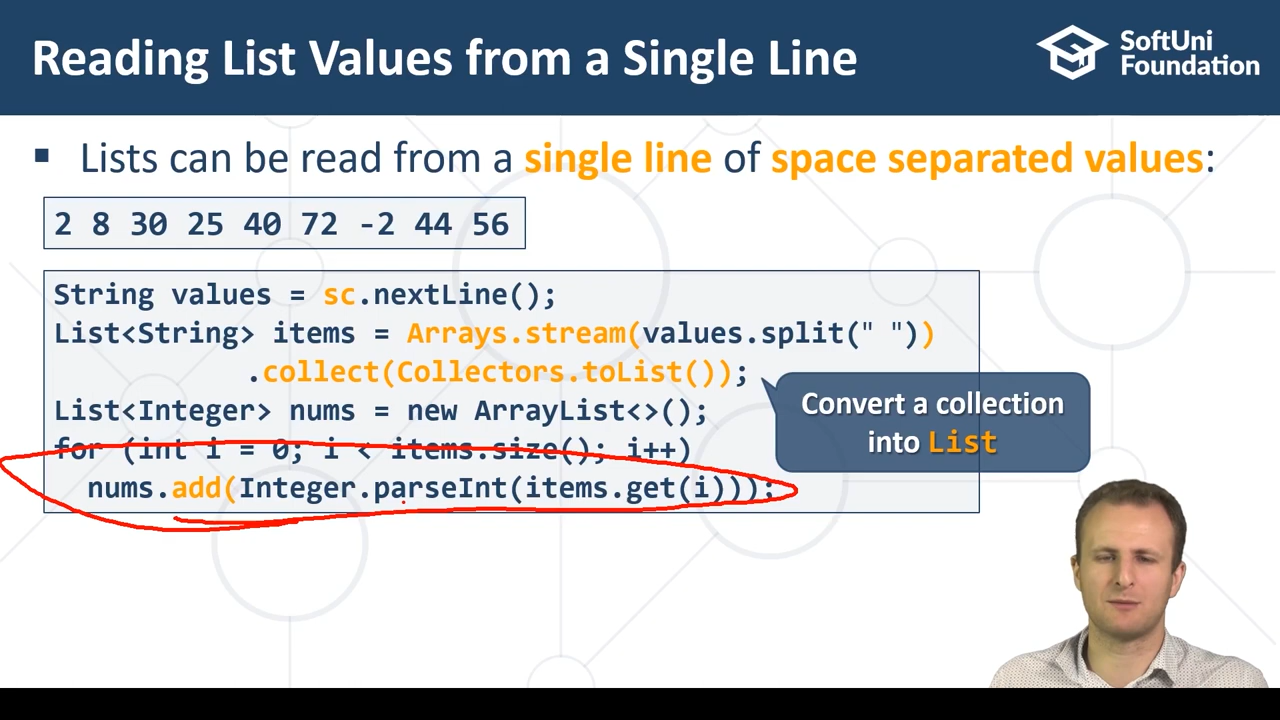 Reading List Values from a Single Line
SoftUni
Foundation
▪ Lists can be read from a single line of space separated values:
2 8 30 25 40 72 -2 44 56
String values = sc.nextLine();
List<String> items = Arrays.stream(values.split(" "))
.collect(Collectors.toList());
List<Integer> nums = new ArrayList<>();
for (int i = 0; i < items.size(); i++)
nums.add(Integer.parseInt(items.get(i)));
Convert a collection
into List